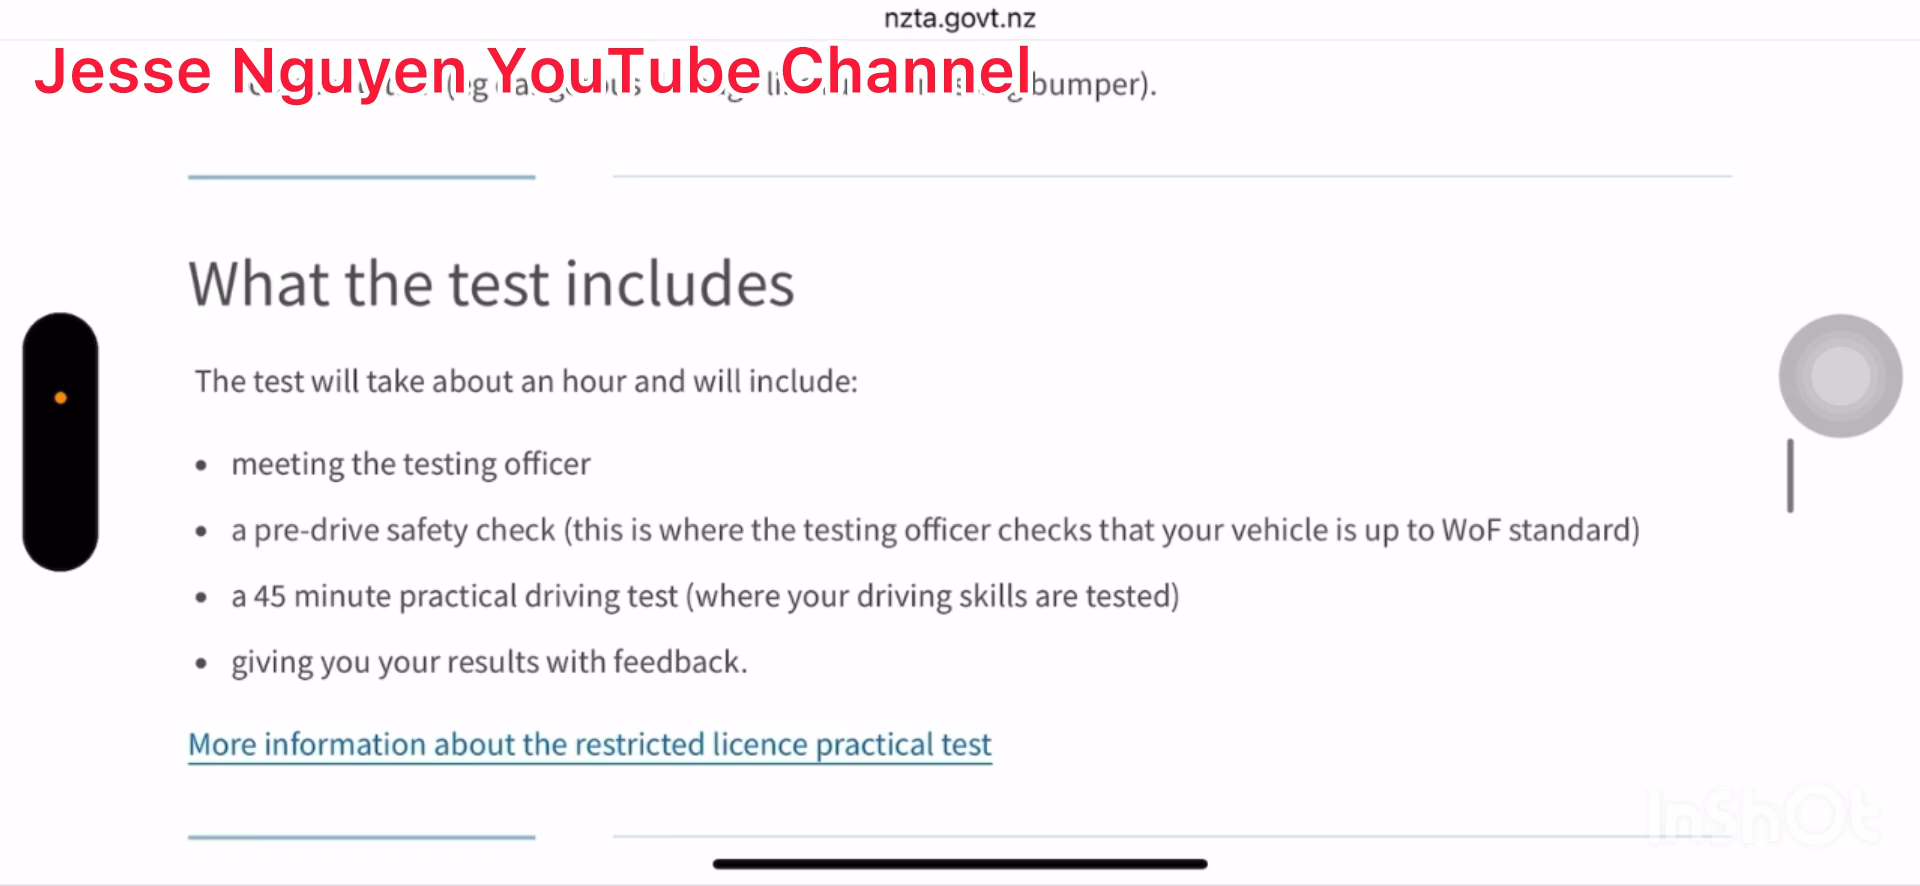 nzta.govt.nz
Jesse Nguyen YouTube Channel
bumper).
What the test includes
The test will take about an hour and will include:
• meeting the testing officer
• a pre-drive safety check (this is where the testing officer checks that your vehicle is up to WoF standard)
• a 45 minute practical driving test (where your driving skills are tested)
• giving you your results with feedback.
More information about the restricted licence practical test
InShOt